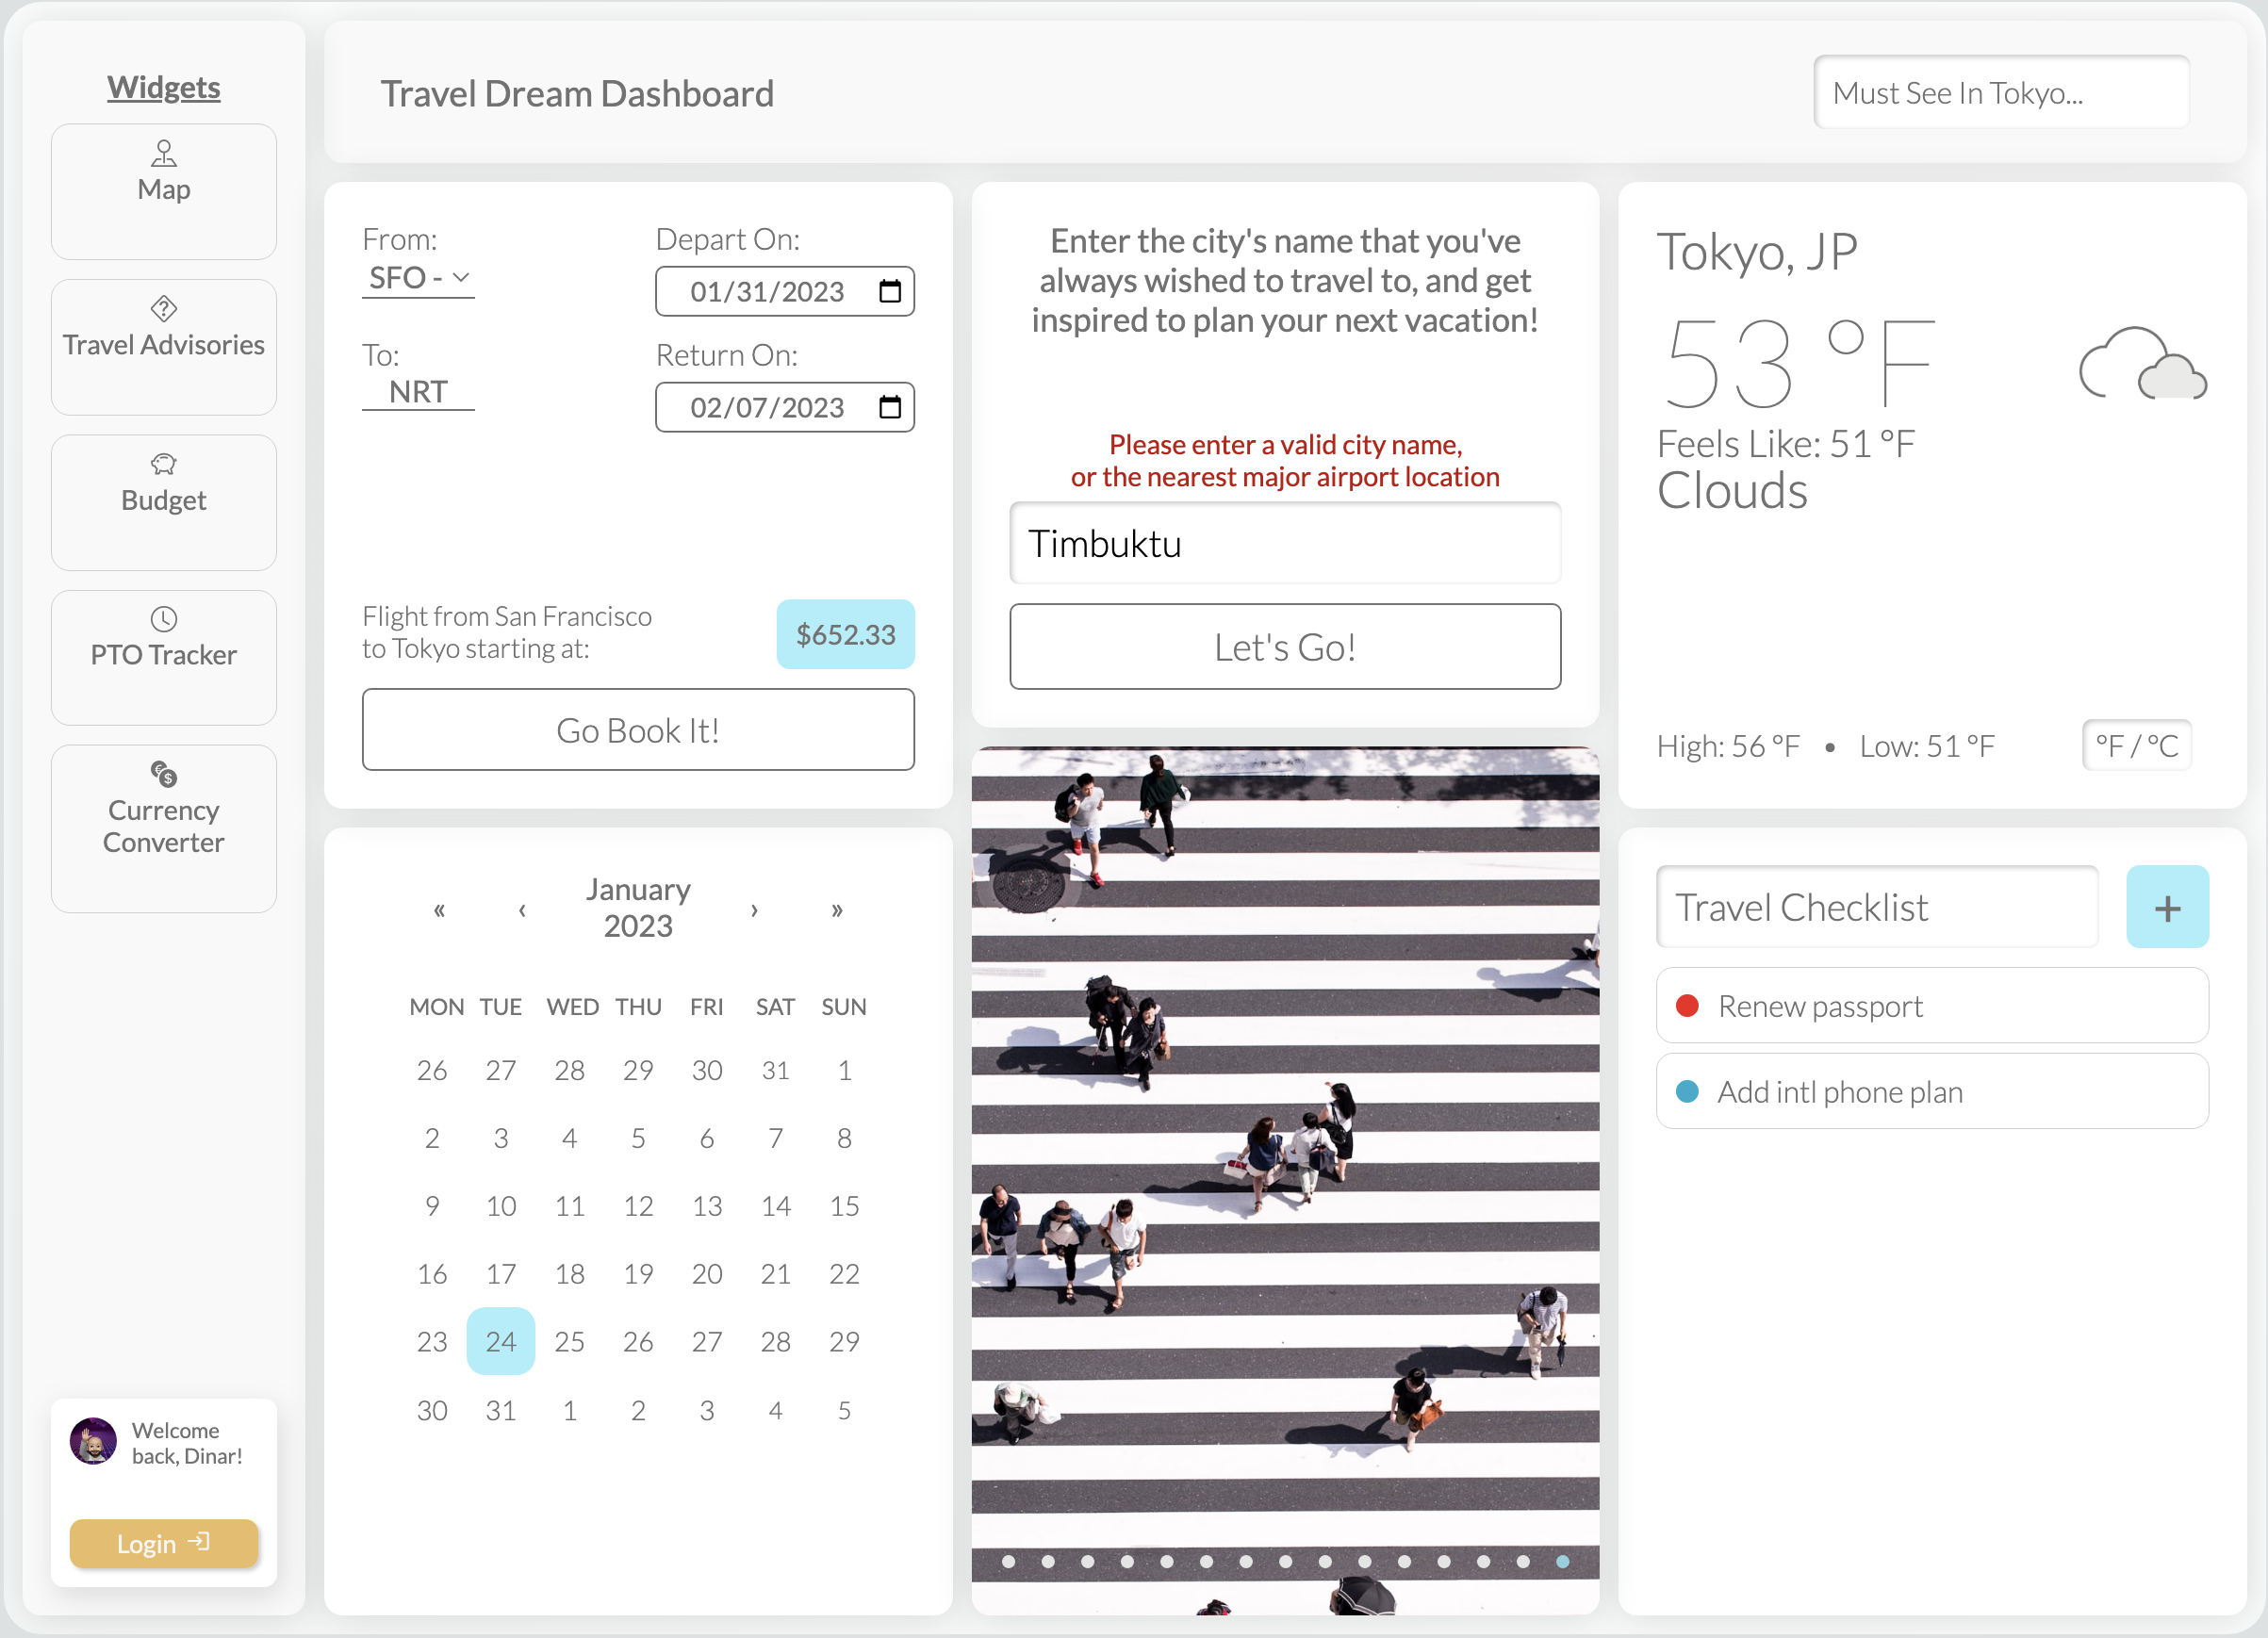 Widgets
Map
Travel Advisories
Budget
PTO Tracker
Currency
Converter
Welcome
back, Dinar!
Login
Travel Dream Dashboard
Must See In Tokyo...
From:
SFO -
To:
NRT
Depart On:
01/31/2023
Return On:
02/07/2023
Flight from San Francisco
to Tokyo starting at:
$652.33
Go Book It!
January
2023
« ‹ › »
MON TUE WED THU FRI SAT SUN
26 27 28 29 30 31 1
2 3 4 5 6 7 8
9 10 11 12 13 14 15
16 17 18 19 20 21 22
23 24 25 26 27 28 29
30 31 1 2 3 4 5
Enter the city's name that you've
always wished to travel to, and get
inspired to plan your next vacation!
Please enter a valid city name,
or the nearest major airport location
Timbuktu
Let's Go!
Tokyo, JP
53 °F
Feels Like: 51 °F
Clouds
High: 56 °F • Low: 51 °F
°F / °C
Travel Checklist
+
Renew passport
Add intl phone plan